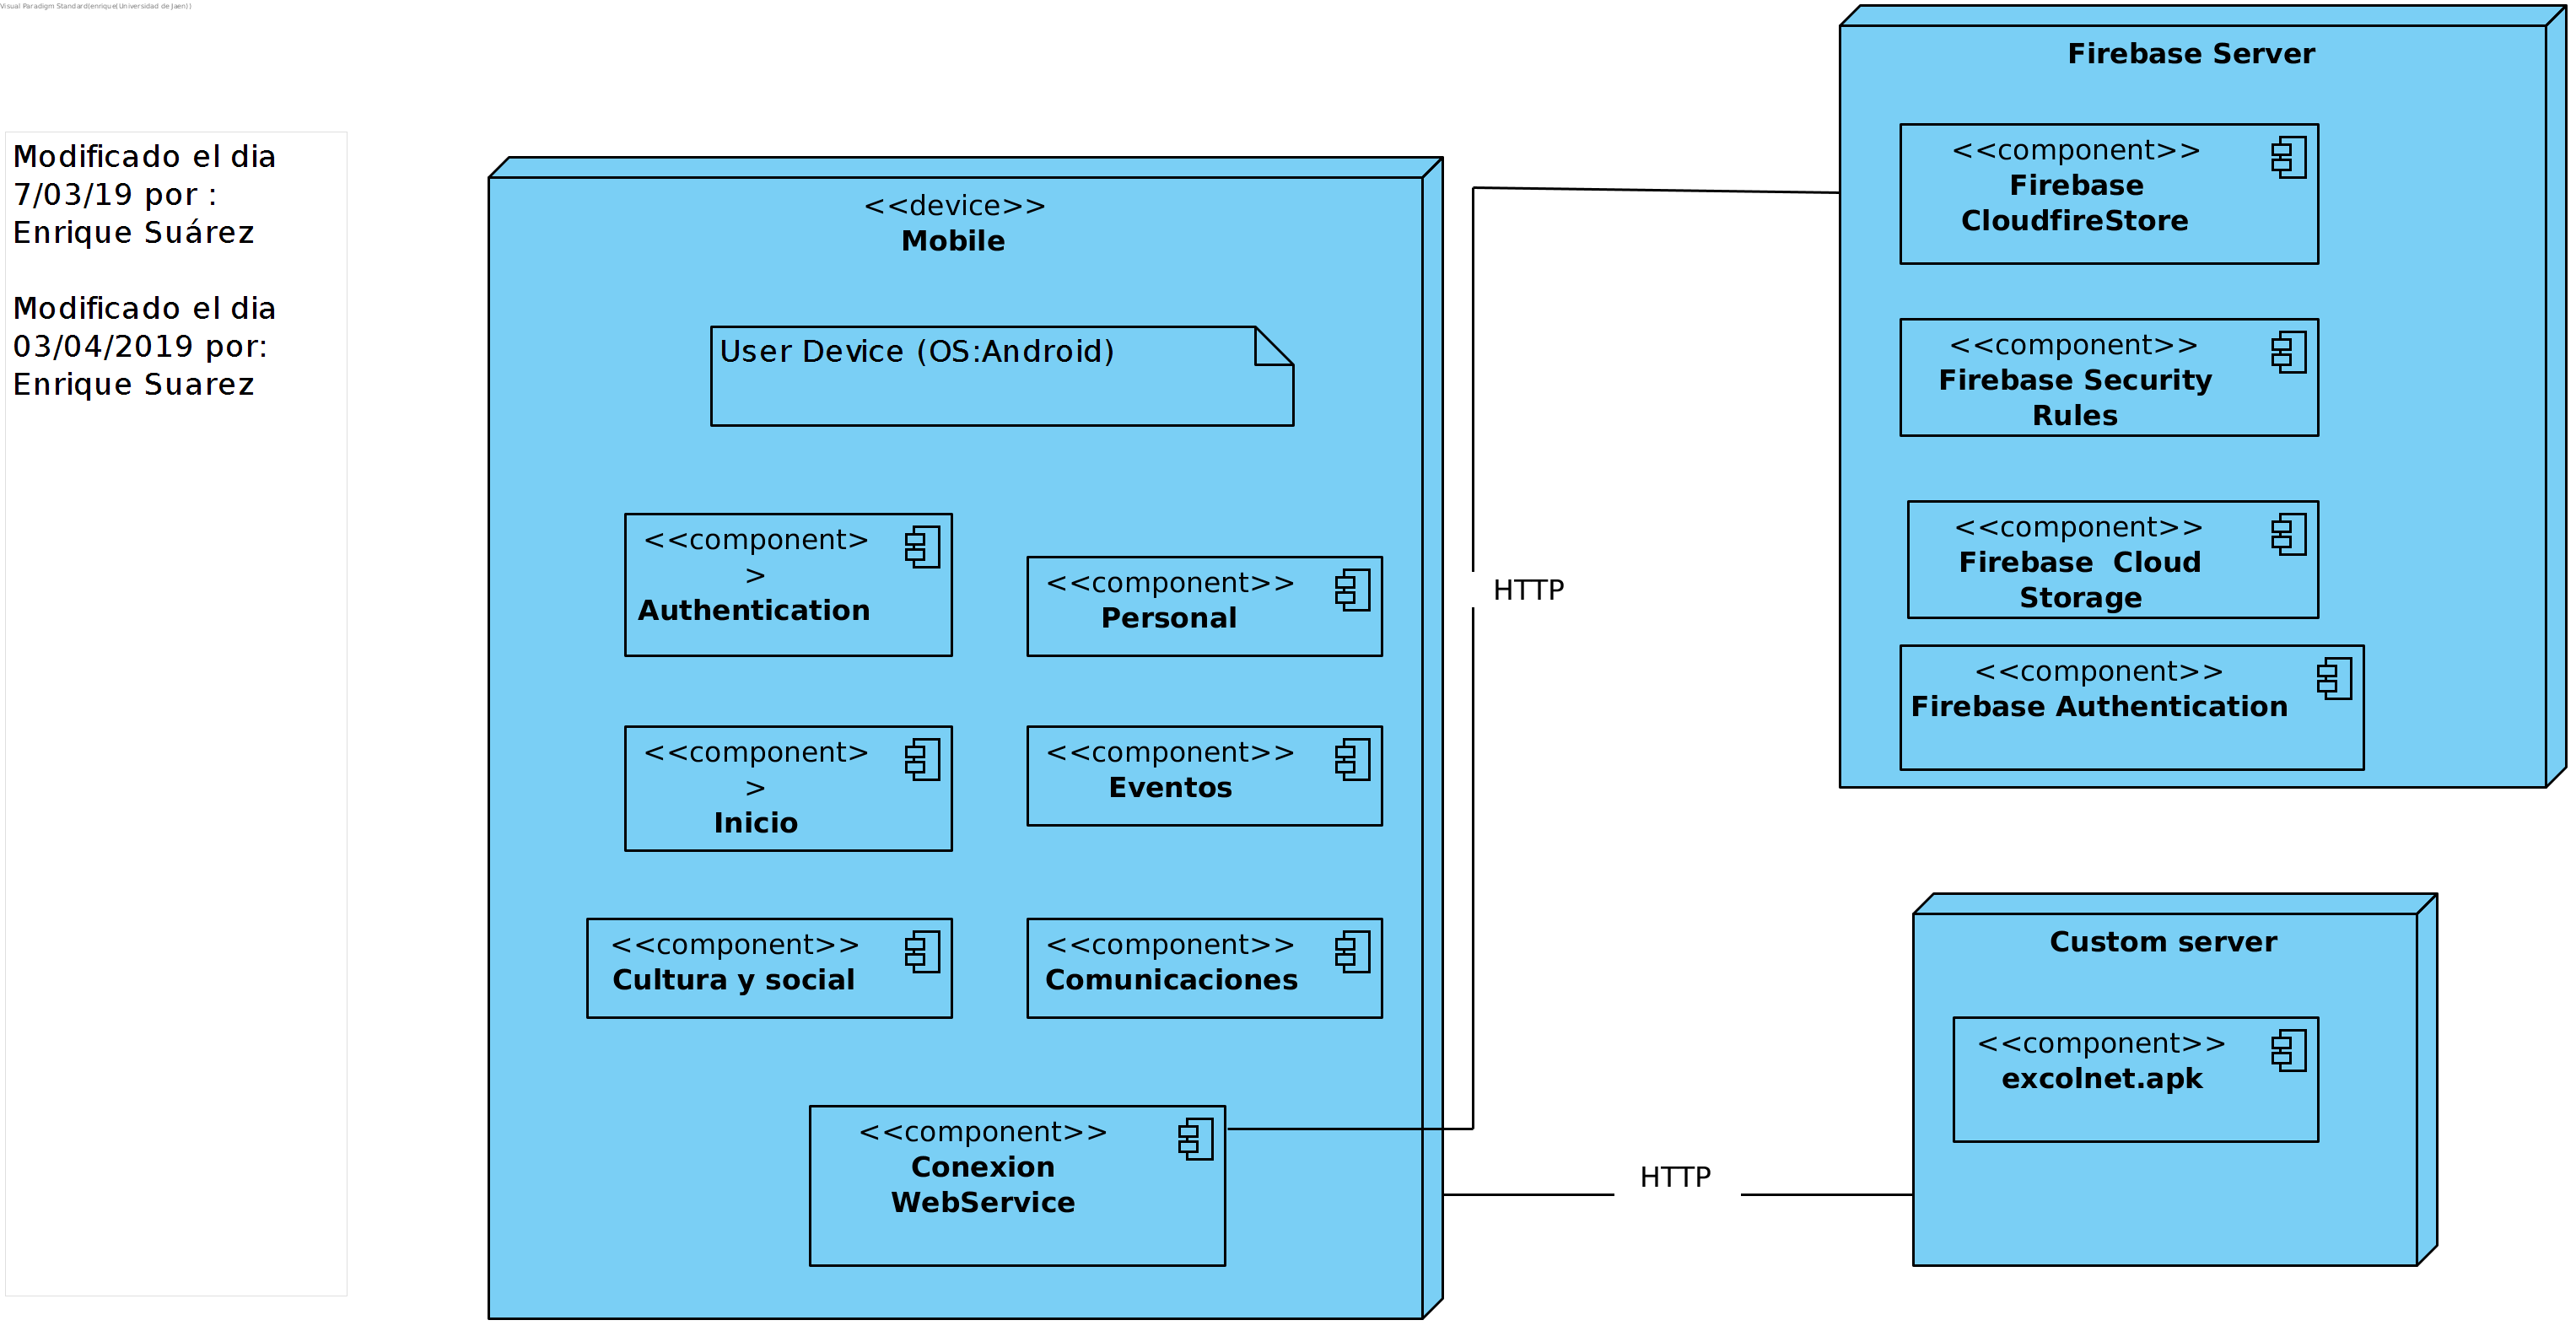 Visual Paradigm Standard(enrique(Universidad de Jaen))
Modificado el dia
7/03/19 por :
Enrique Suárez
Modificado el dia
03/04/2019 por:
Enrique Suarez
<<device>>
Mobile
User Device (OS:Android)
<<component>
>
Authentication
<<component>>
Personal
<<component>
>
Inicio
<<component>>
Eventos
<<component>>
Cultura y social
<<component>>
Comunicaciones
<<component>>
Conexion
WebService
HTTP
HTTP
Firebase Server
<<component>>
Firebase
CloudfireStore
<<component>>
Firebase Security
Rules
<<component>>
Firebase  Cloud
Storage
<<component>>
Firebase Authentication
Custom server
<<component>>
excolnet.apk